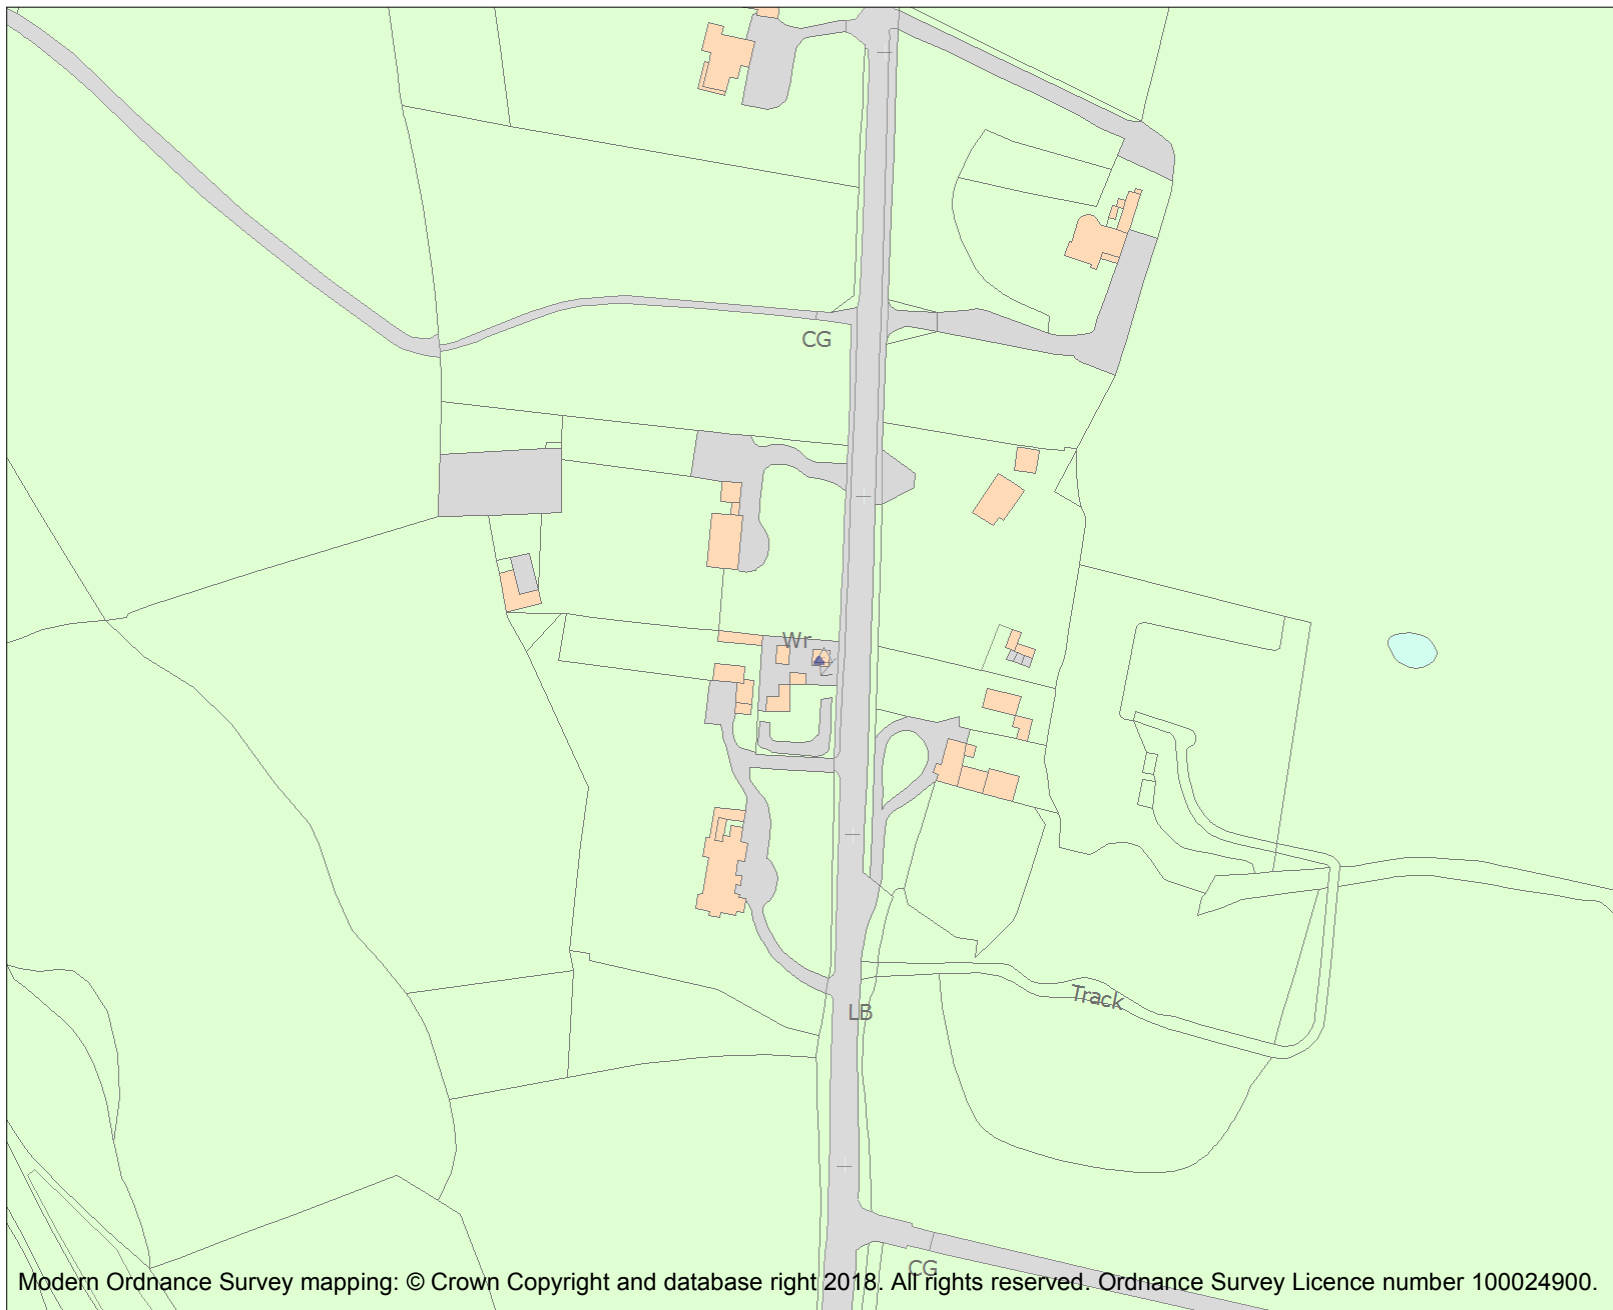 CG
Wr
Track
LB
CG
Modern Ordnance Survey mapping: © Crown Copyright and database right 2018. All rights reserved. Ordnance Survey Licence number 100024900.